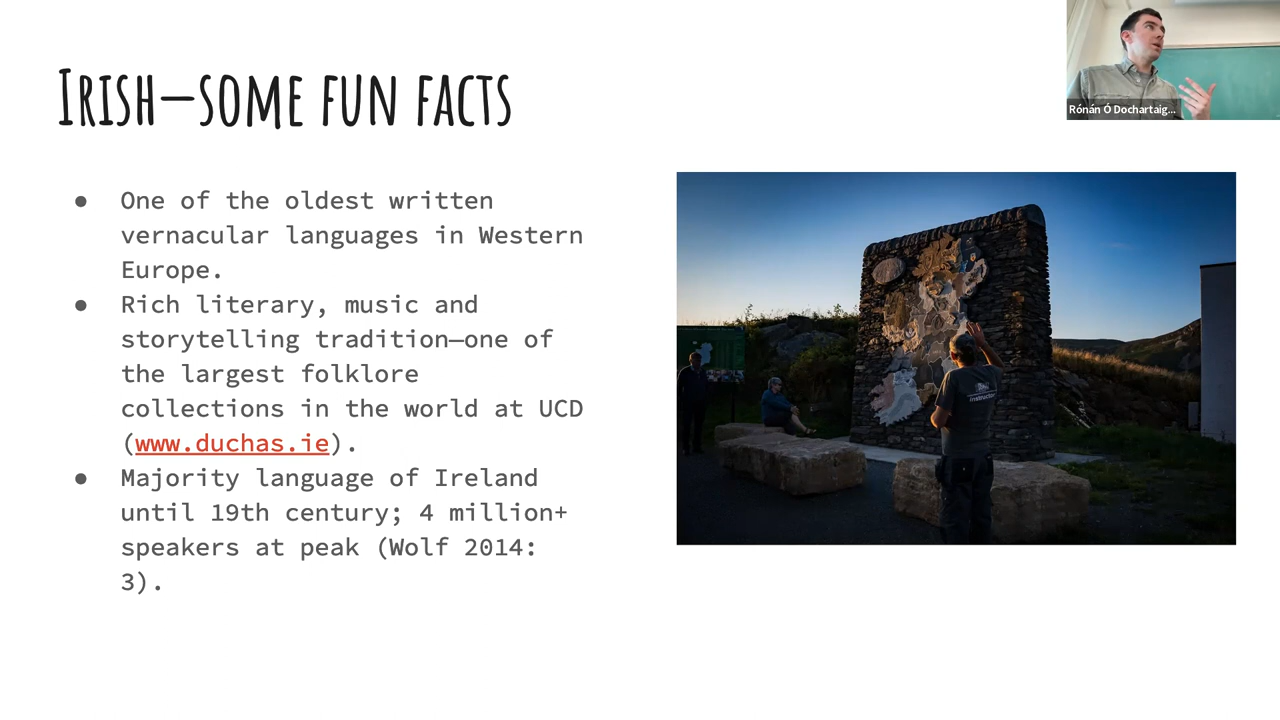 Irish—some fun facts
Rónán Ó Dochartaig...
● One of the oldest written
vernacular languages in Western
Europe.
● Rich literary, music and
storytelling tradition—one of
the largest folklore
collections in the world at UCD
(www.duchas.ie).
● Majority language of Ireland
until 19th century; 4 million+
speakers at peak (Wolf 2014:
3).
instructor